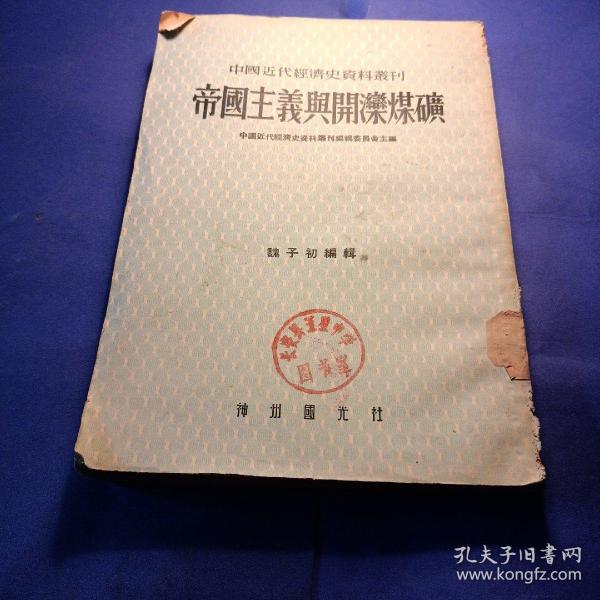 中國近代經濟史資料叢刊
帝國主義與開灤煤礦
中國近代經濟史資料叢刊編輯委員會主編
魏子初編輯
神州國光社
孔夫子旧书网
www.kongfz.com